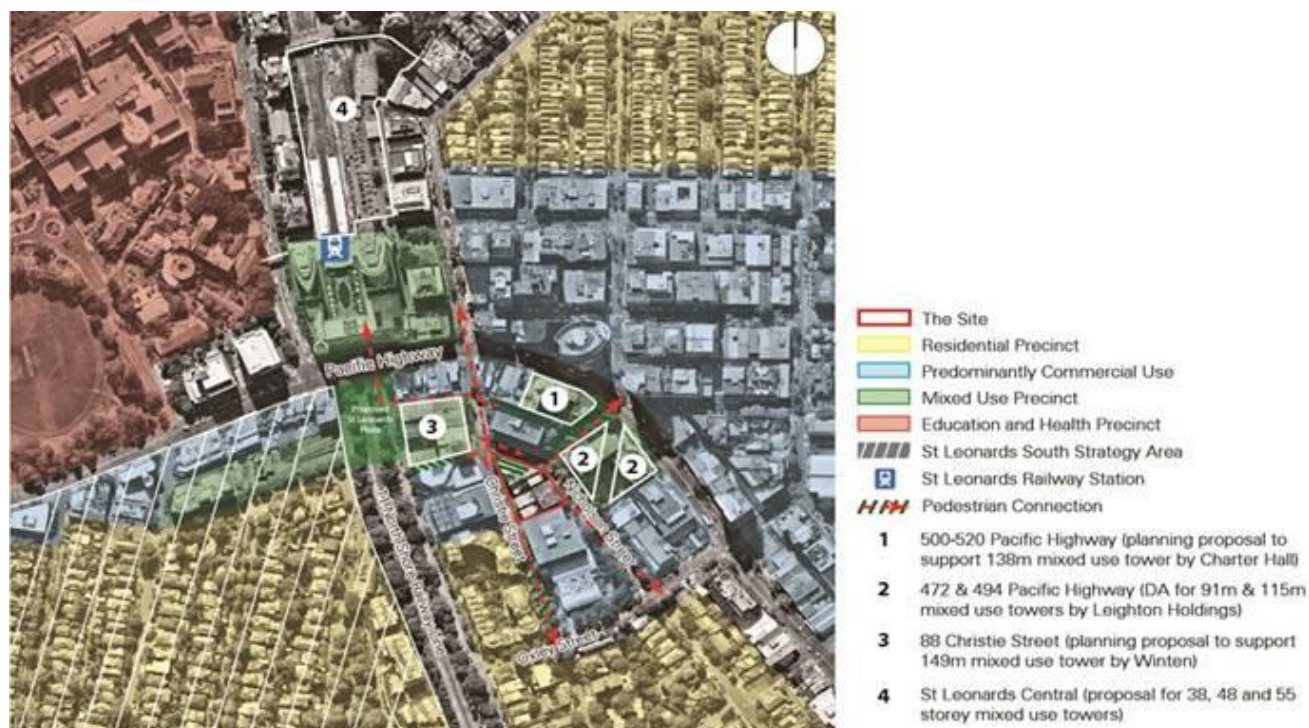 4
Pacific Highway
Proposed
St Leonards
Plaza
1
3
2
2
Christie Street
Oxley Street
The Site
Residential Precinct
Predominantly Commercial Use
Mixed Use Precinct
Education and Health Precinct
St Leonards South Strategy Area
St Leonards Railway Station
Pedestrian Connection
1 500-520 Pacific Highway (planning proposal to
support 138m mixed use tower by Charter Hall)
2 472 & 494 Pacific Highway (DA for 91m & 115m
mixed use towers by Leighton Holdings)
3 88 Christie Street (planning proposal to support
149m mixed use tower by Winten)
4 St Leonards Central (proposal for 38, 48 and 55
storey mixed use towers)